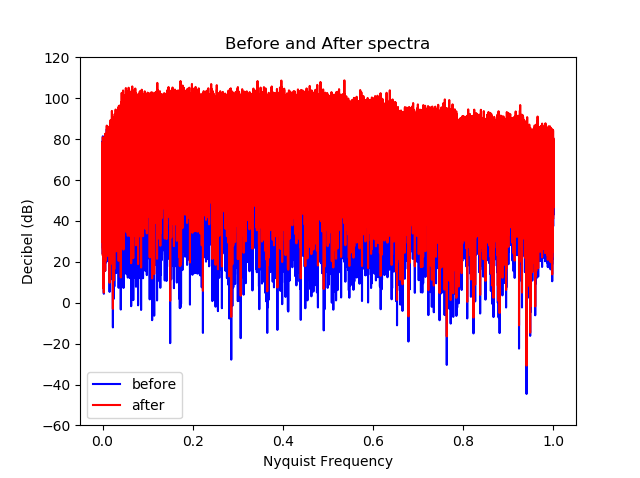 Before and After spectra
Decibel (dB)
120
100
80
60
40
20
0
−20
−40
−60
before
after
0.0 0.2 0.4 0.6 0.8 1.0
Nyquist Frequency